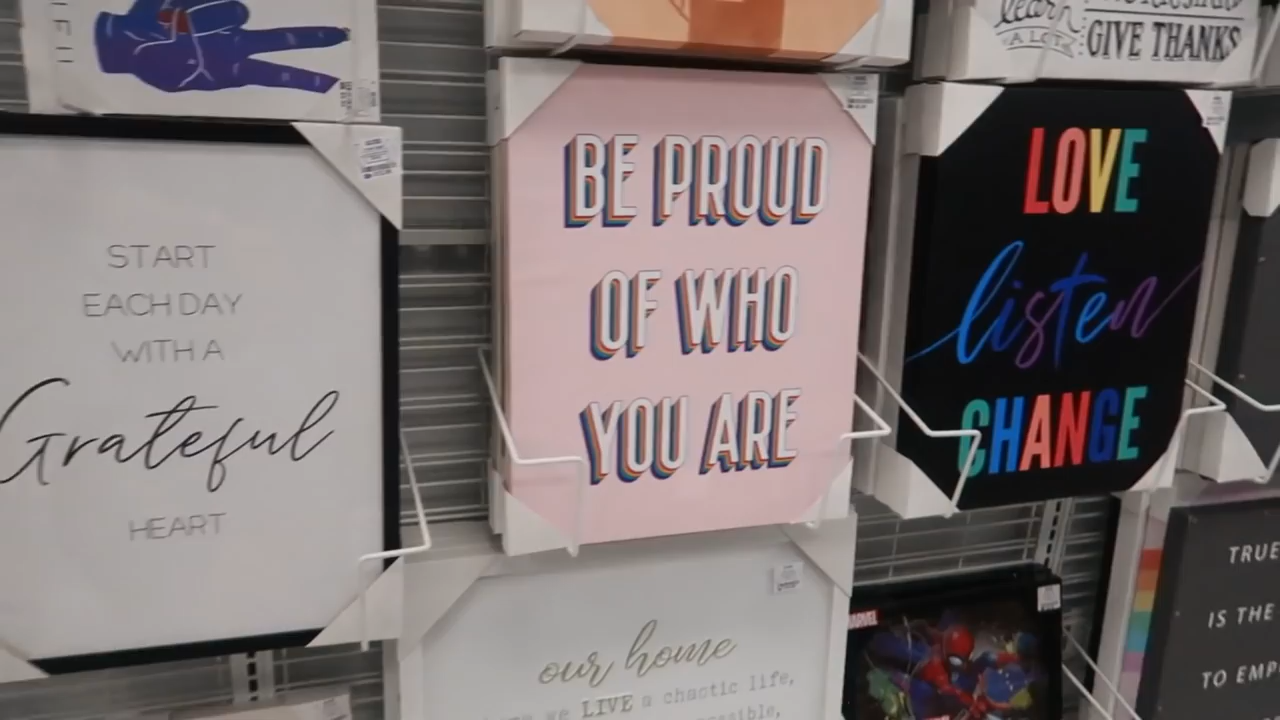 learn
A LOT
GIVE THANKS
START
EACH DAY
WITH A
Grateful
HEART
BE PROUD
OF WHO
YOU ARE
LOVE
listen
CHANGE
our home
we LIVE a chaotic life,
MARVEL
TRUE
IS THE
TO EMP